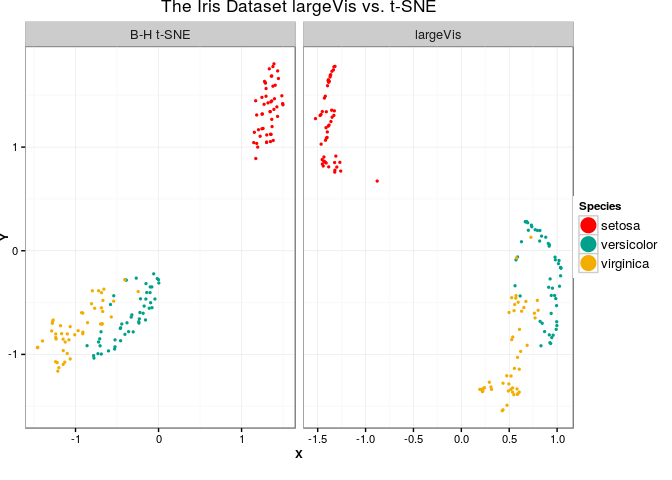 The Iris Dataset largeVis vs. t-SNE
B-H t-SNE
largeVis
1
0
-1
Y
-1
0
1
-1.5
-1.0
-0.5
0.0
0.5
1.0
X
Species
setosa
versicolor
virginica